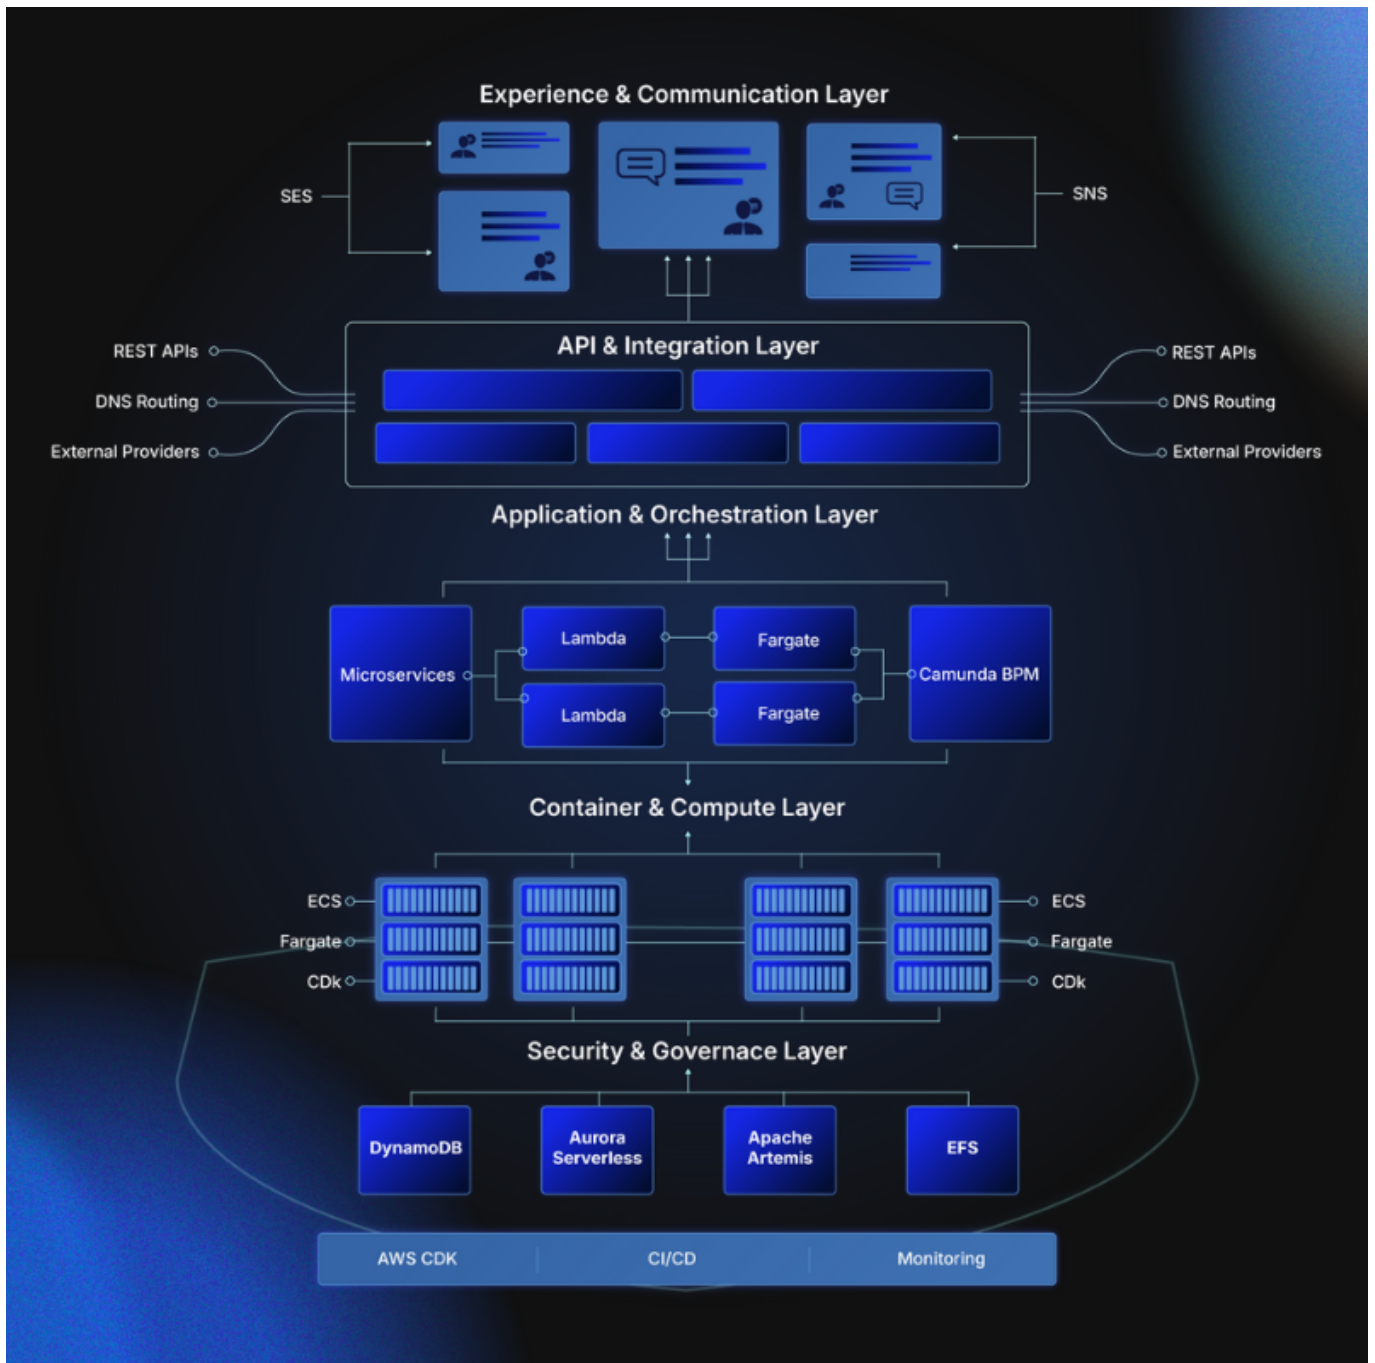 Experience & Communication Layer
SES
SNS
API & Integration Layer
REST APIs
REST APIs
DNS Routing
DNS Routing
External Providers
External Providers
Application & Orchestration Layer
Microservices
Lambda
Fargate
Camunda BPM
Lambda
Fargate
Container & Compute Layer
ECS
ECS
Fargate
Fargate
CDk
CDk
Security & Governace Layer
DynamoDB
Aurora
Serverless
Apache
Artemis
EFS
AWS CDK
CI/CD
Monitoring